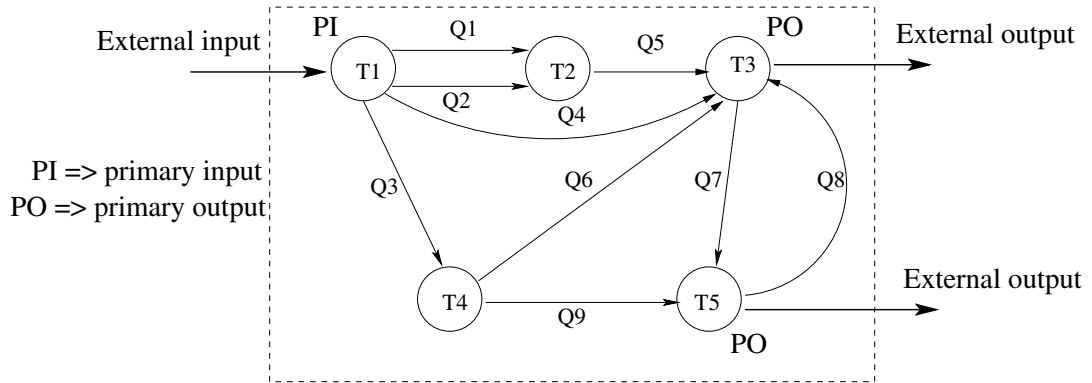 External input
PI
Q1
Q5
PO
External output
T1
T2
T3
Q2
Q4
PI => primary input
PO => primary output
Q3
Q6
Q7
Q8
T4
Q9
T5
External output
PO